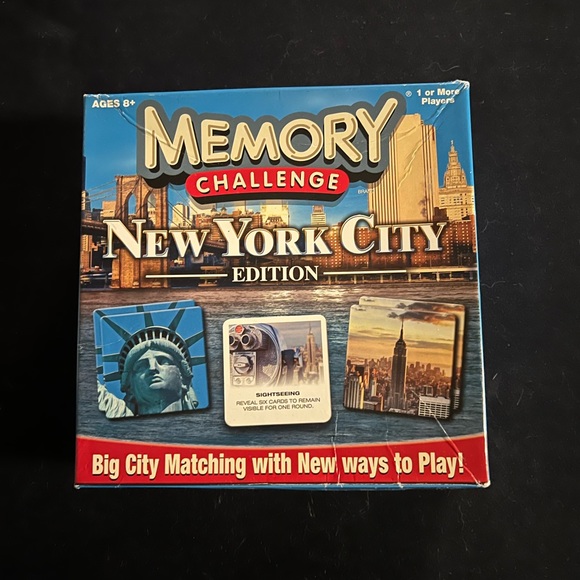 AGES 8+
® 1 or More
Players
MEMORY
CHALLENGE
BRAND
NEW YORK CITY
EDITION
SIGHTSEEING
REVEAL SIX CARDS TO REMAIN
VISIBLE FOR ONE ROUND.
Big City Matching with New ways to Play!